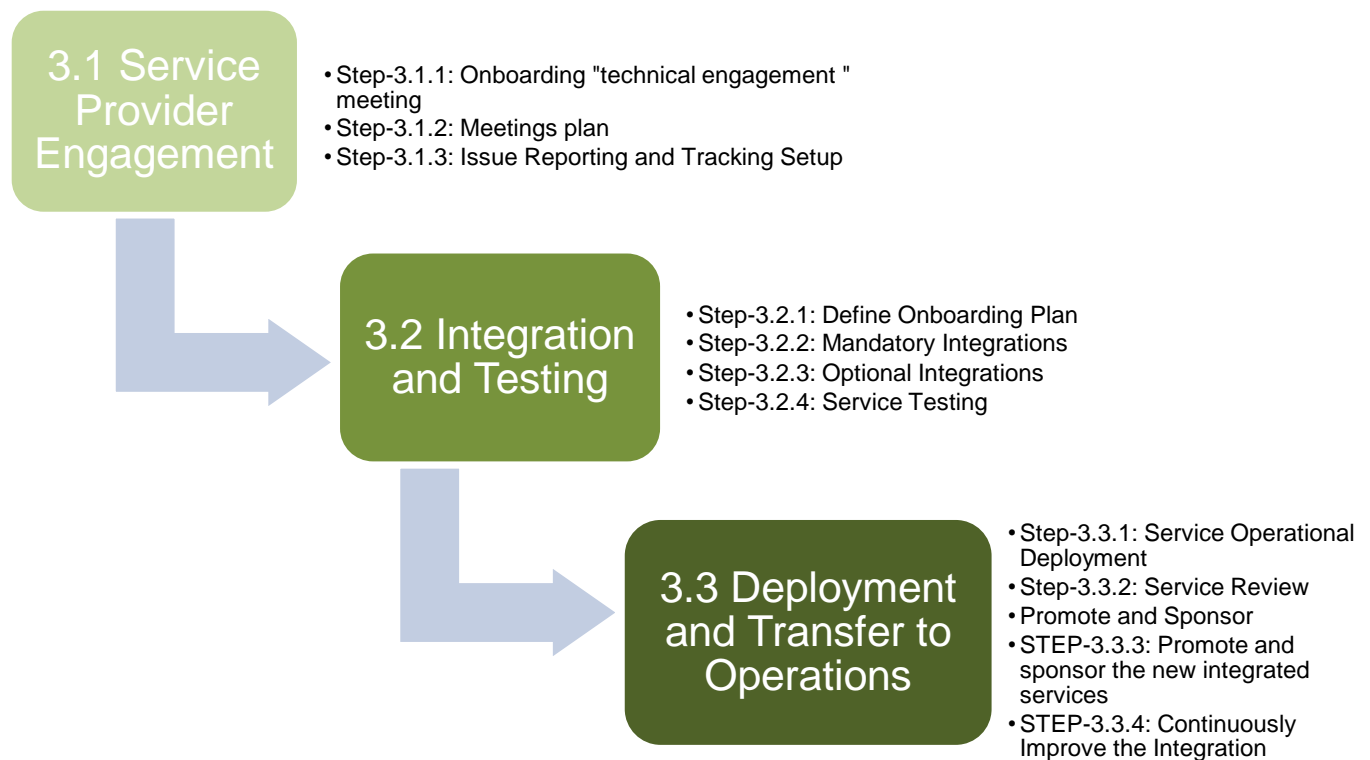 3.1 Service
Provider
Engagement
•Step-3.1.1: Onboarding "technical engagement "
meeting
•Step-3.1.2: Meetings plan
•Step-3.1.3: Issue Reporting and Tracking Setup
3.2 Integration
and Testing
•Step-3.2.1: Define Onboarding Plan
•Step-3.2.2: Mandatory Integrations
•Step-3.2.3: Optional Integrations
•Step-3.2.4: Service Testing
3.3 Deployment
and Transfer to
Operations
•Step-3.3.1: Service Operational
Deployment
•Step-3.3.2: Service Review
•Promote and Sponsor
•STEP-3.3.3: Promote and
sponsor the new integrated
services
•STEP-3.3.4: Continuously
Improve the Integration